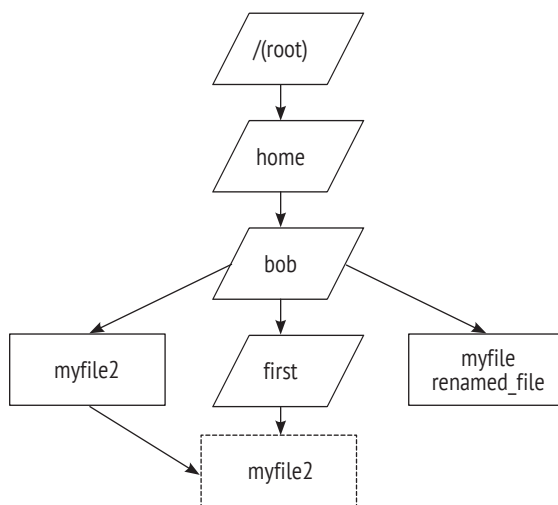 /(root)
home
bob
myfile2
first
myfile
renamed_file
myfile2